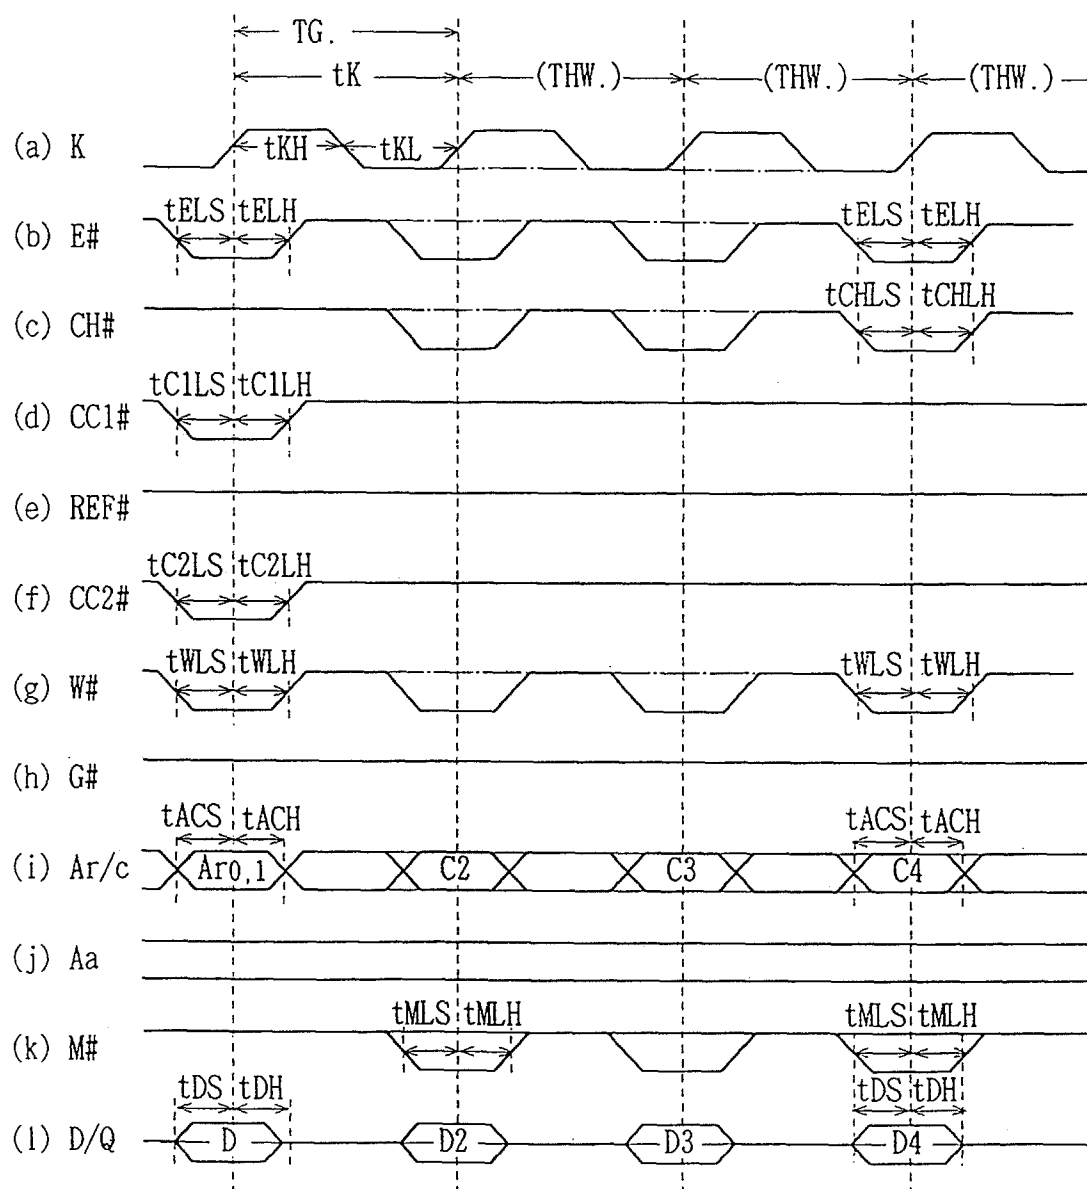 TG.
tK (THW.) (THW.) (THW.)
(a) K tKH tKL
(b) E# tELS tELH tELS tELH
(c) CH# tCHLS tCHLH
(d) CC1# tC1LS tC1LH
(e) REF#
(f) CC2# tC2LS tC2LH
(g) W# tWLS tWLH tWLS tWLH
(h) G#
tACS tACH tACS tACH
(i) Ar/c Ar0,1 C2 C3 C4
(j) Aa
(k) M# tMLS tMLH tMLS tMLH
tDS tDH tDS tDH
(l) D/Q D D2 D3 D4